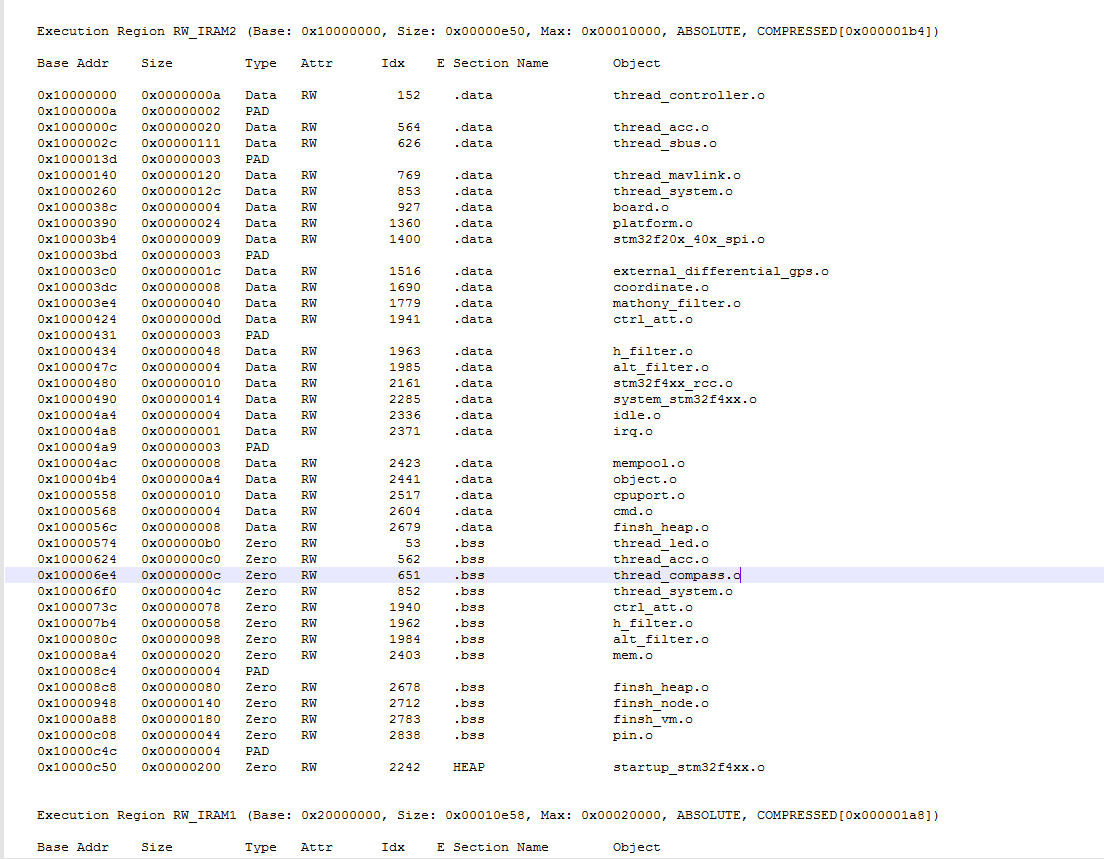 Execution Region RW_IRAM2 (Base: 0x10000000, Size: 0x00000e50, Max: 0x00010000, ABSOLUTE, COMPRESSED[0x000001b4])
Base Addr    Size         Type   Attr      Idx    E Section Name        Object
0x10000000   0x0000000a   Data   RW          152    .data               thread_controller.o
0x1000000a   0x00000002   PAD
0x1000000c   0x00000020   Data   RW          564    .data               thread_acc.o
0x1000002c   0x00000111   Data   RW          626    .data               thread_sbus.o
0x1000013d   0x00000003   PAD
0x10000140   0x00000120   Data   RW          769    .data               thread_mavlink.o
0x10000260   0x0000012c   Data   RW          853    .data               thread_system.o
0x1000038c   0x00000004   Data   RW          927    .data               board.o
0x10000390   0x00000024   Data   RW         1360    .data               platform.o
0x100003b4   0x00000009   Data   RW         1400    .data               stm32f20x_40x_spi.o
0x100003bd   0x00000003   PAD
0x100003c0   0x0000001c   Data   RW         1516    .data               external_differential_gps.o
0x100003dc   0x00000008   Data   RW         1690    .data               coordinate.o
0x100003e4   0x00000040   Data   RW         1779    .data               mathony_filter.o
0x10000424   0x0000000d   Data   RW         1941    .data               ctrl_att.o
0x10000431   0x00000003   PAD
0x10000434   0x00000048   Data   RW         1963    .data               h_filter.o
0x1000047c   0x00000004   Data   RW         1985    .data               alt_filter.o
0x10000480   0x00000010   Data   RW         2161    .data               stm32f4xx_rcc.o
0x10000490   0x00000014   Data   RW         2285    .data               system_stm32f4xx.o
0x100004a4   0x00000004   Data   RW         2336    .data               idle.o
0x100004a8   0x00000001   Data   RW         2371    .data               irq.o
0x100004a9   0x00000003   PAD
0x100004ac   0x00000008   Data   RW         2423    .data               mempool.o
0x100004b4   0x000000a4   Data   RW         2441    .data               object.o
0x10000558   0x00000010   Data   RW         2517    .data               cpuport.o
0x10000568   0x00000004   Data   RW         2604    .data               cmd.o
0x1000056c   0x00000008   Data   RW         2679    .data               finsh_heap.o
0x10000574   0x000000b0   Zero   RW           53    .bss                thread_led.o
0x10000624   0x000000c0   Zero   RW          562    .bss                thread_acc.o
0x100006e4   0x0000000c   Zero   RW          651    .bss                thread_compass.o
0x100006f0   0x0000004c   Zero   RW          852    .bss                thread_system.o
0x1000073c   0x00000078   Zero   RW         1940    .bss                ctrl_att.o
0x100007b4   0x00000058   Zero   RW         1962    .bss                h_filter.o
0x1000080c   0x00000098   Zero   RW         1984    .bss                alt_filter.o
0x100008a4   0x00000020   Zero   RW         2403    .bss                mem.o
0x100008c4   0x00000004   PAD
0x100008c8   0x00000080   Zero   RW         2678    .bss                finsh_heap.o
0x10000948   0x00000140   Zero   RW         2712    .bss                finsh_node.o
0x10000a88   0x00000180   Zero   RW         2783    .bss                finsh_vm.o
0x10000c08   0x00000044   Zero   RW         2838    .bss                pin.o
0x10000c4c   0x00000004   PAD
0x10000c50   0x00000200   Zero   RW         2242    HEAP                startup_stm32f4xx.o
Execution Region RW_IRAM1 (Base: 0x20000000, Size: 0x00010e58, Max: 0x00020000, ABSOLUTE, COMPRESSED[0x000001a8])
Base Addr    Size         Type   Attr      Idx    E Section Name        Object